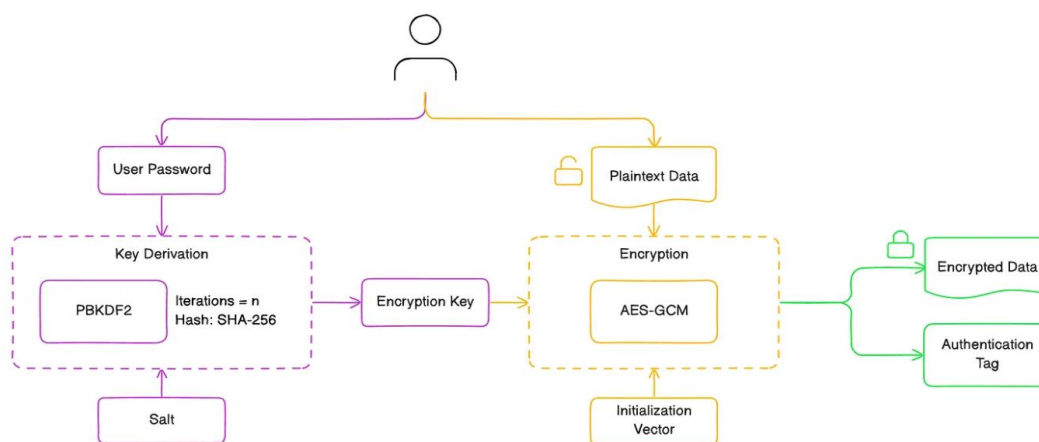 User Password
Plaintext Data
Key Derivation
PBKDF2
Iterations = n
Hash: SHA-256
Encryption Key
Encryption
AES-GCM
Encrypted Data
Authentication
Tag
Salt
Initialization
Vector